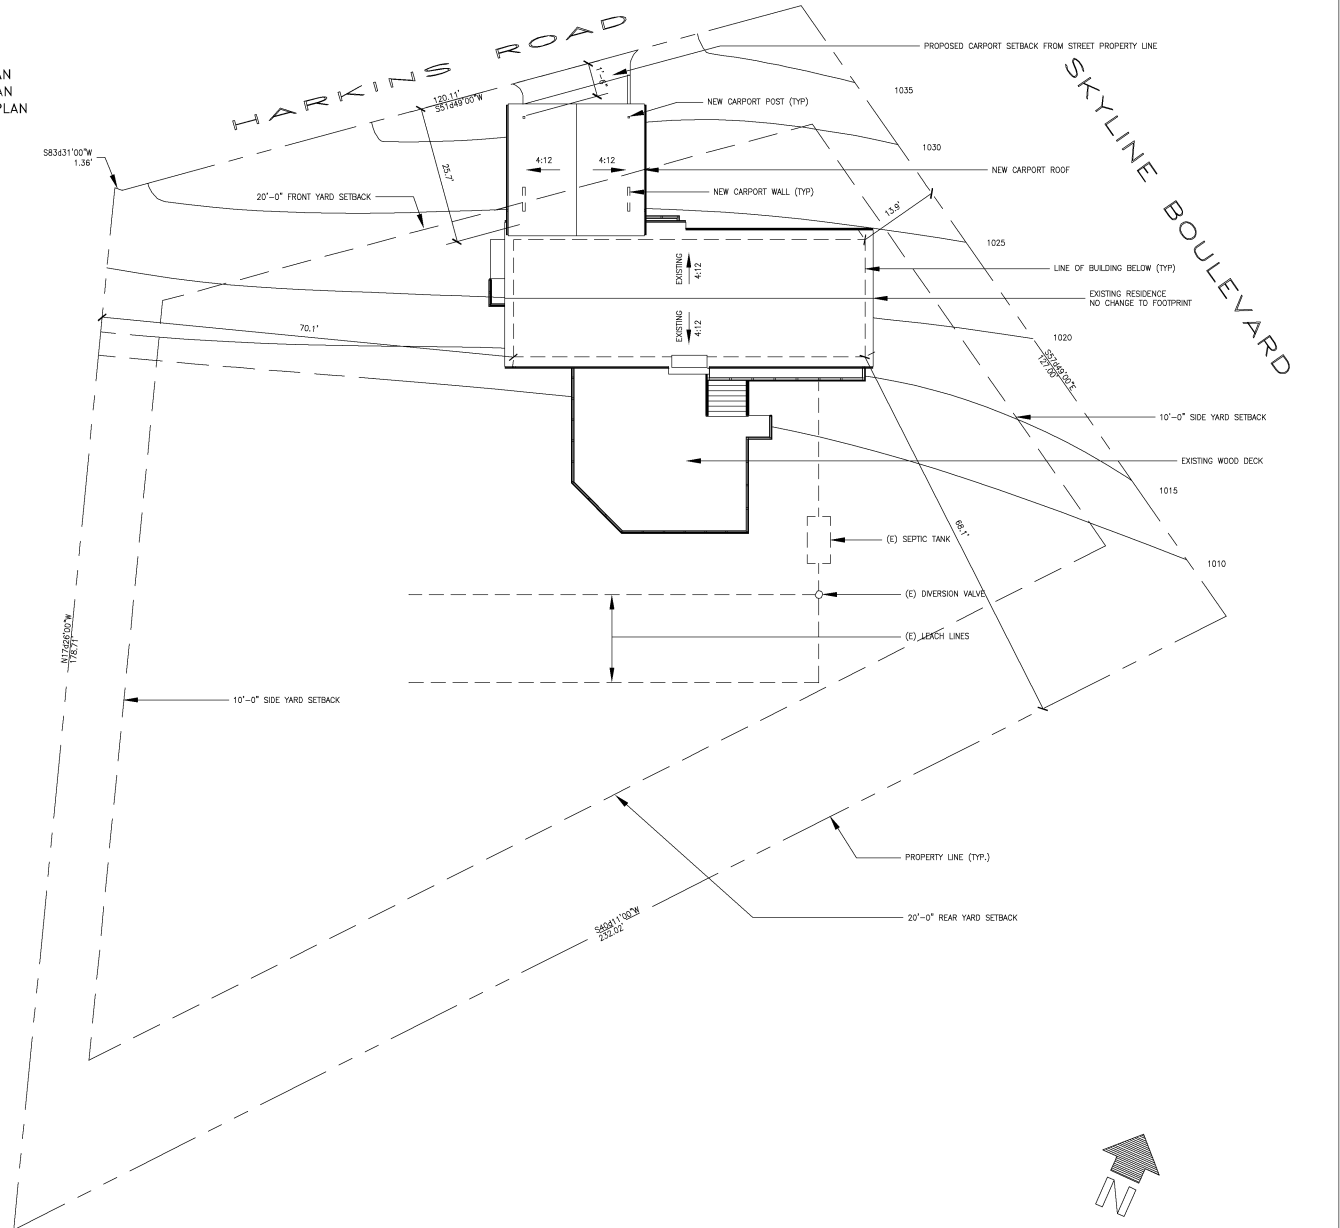 AN
AN
PLAN
HARKINS ROAD
SKYLINE BOULEVARD
PROPOSED CARPORT SETBACK FROM STREET PROPERTY LINE
1035
120.11'
S51d49'00"W
NEW CARPORT POST (TYP)
1030
S83d31'00"W
1.36'
4:12
4:12
25.7'
NEW CARPORT ROOF
20'-0" FRONT YARD SETBACK
NEW CARPORT WALL (TYP)
13.9'
1025
EXISTING
4:12
LINE OF BUILDING BELOW (TYP)
EXISTING RESIDENCE
NO CHANGE TO FOOTPRINT
70.1'
EXISTING
4:12
1020
S57d49'00"E
127.00'
10'-0" SIDE YARD SETBACK
EXISTING WOOD DECK
1015
68.1'
(E) SEPTIC TANK
1010
(E) DIVERSION VALVE
(E) LEACH LINES
N17d26'00"W
178.71'
10'-0" SIDE YARD SETBACK
PROPERTY LINE (TYP.)
20'-0" REAR YARD SETBACK
S40d11'00"W
232.02'
N